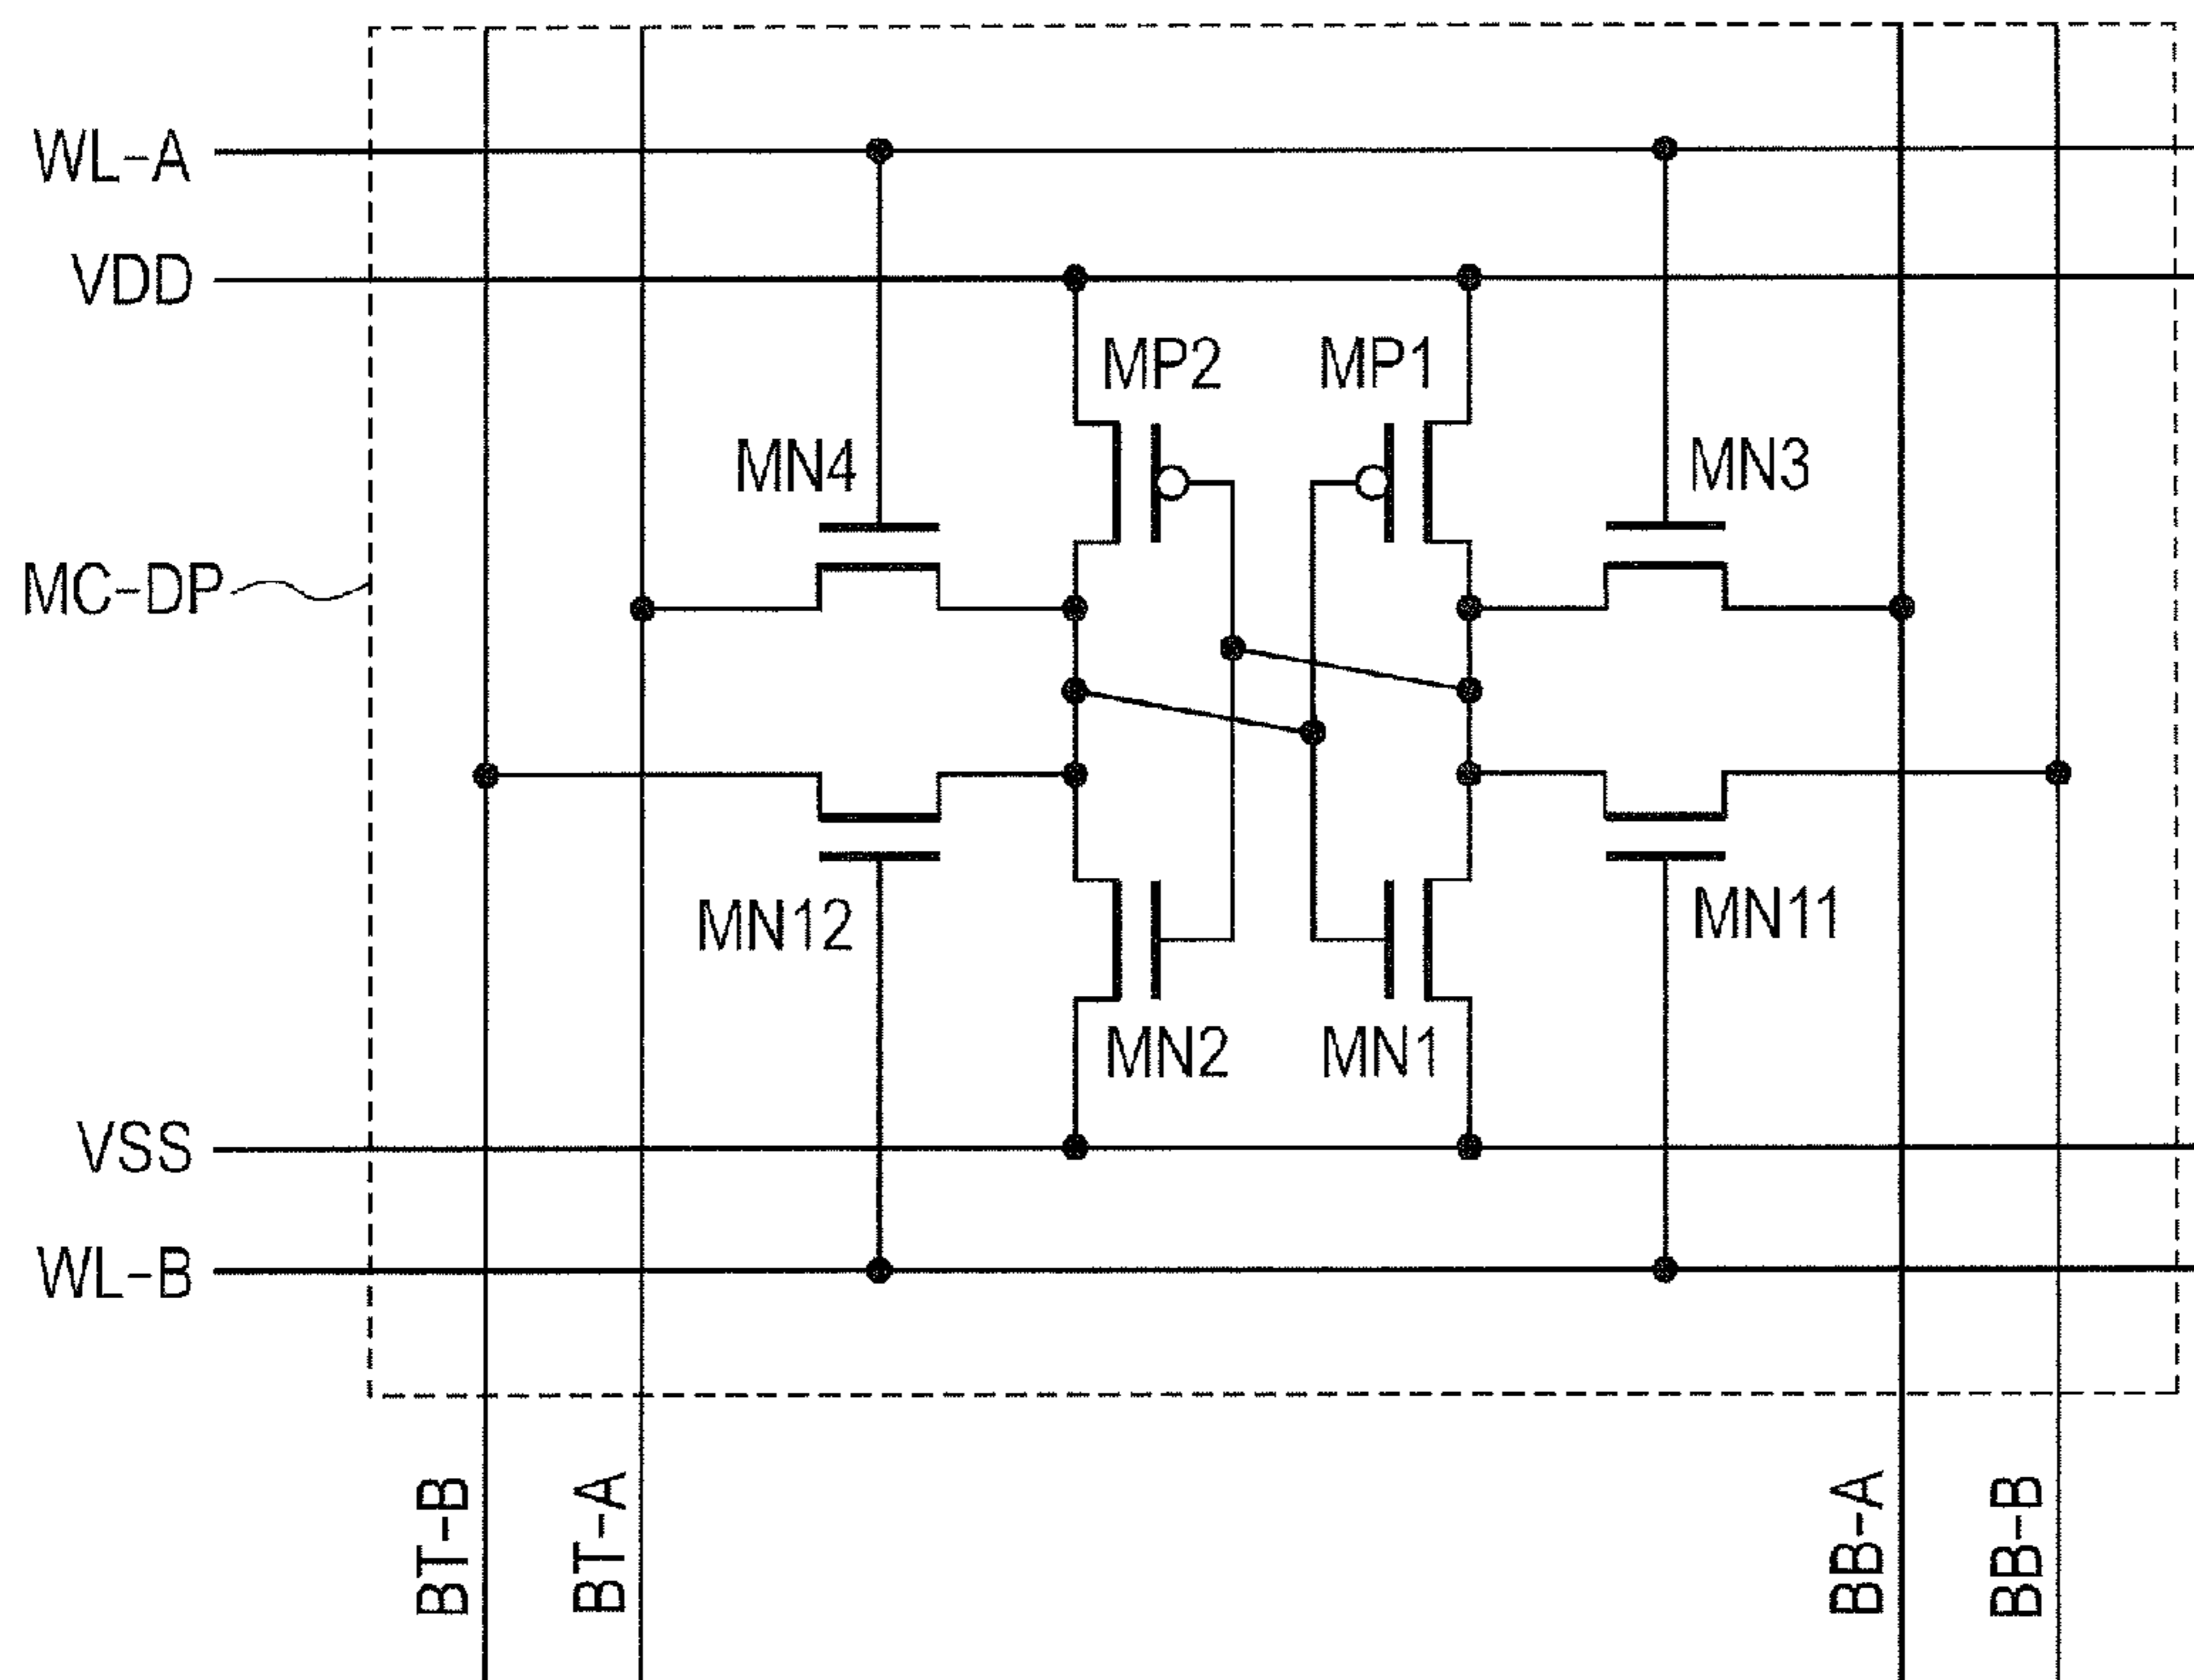 WL-A
VDD
MP2
MP1
MN4
MN3
MC-DP
MN12
MN11
MN2
MN1
VSS
WL-B
BT-B
BT-A
BB-A
BB-B